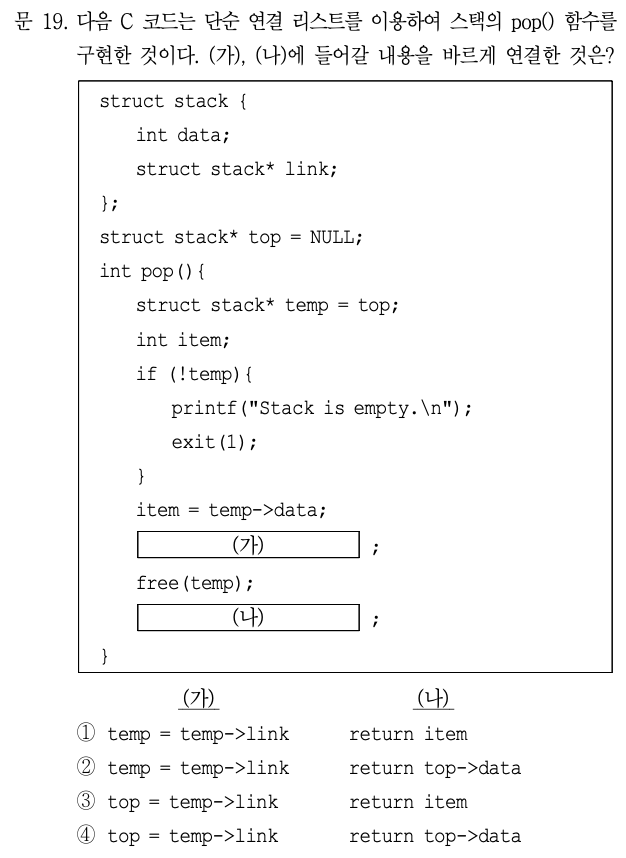 문 19. 다음 C 코드는 단순 연결 리스트를 이용하여 스택의 pop() 함수를
구현한 것이다. (가), (나)에 들어갈 내용을 바르게 연결한 것은?
struct stack {
int data;
struct stack* link;
};
struct stack* top = NULL;
int pop(){
struct stack* temp = top;
int item;
if (!temp){
printf("Stack is empty.\n");
exit(1);
}
item = temp->data;
(가) ;
free(temp);
(나) ;
}
(가) (나)
① temp = temp->link return item
② temp = temp->link return top->data
③ top = temp->link return item
④ top = temp->link return top->data